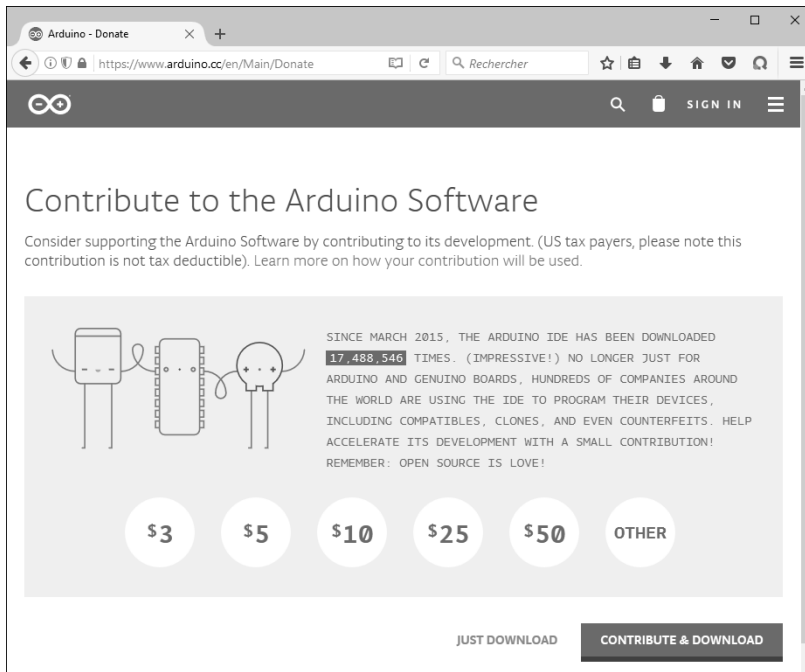 Arduino - Donate
https://www.arduino.cc/en/Main/Donate
Rechercher
SIGN IN
Contribute to the Arduino Software
Consider supporting the Arduino Software by contributing to its development. (US tax payers, please note this
contribution is not tax deductible). Learn more on how your contribution will be used.
SINCE MARCH 2015, THE ARDUINO IDE HAS BEEN DOWNLOADED
17,488,546 TIMES. (IMPRESSIVE!) NO LONGER JUST FOR
ARDUINO AND GENUINO BOARDS, HUNDREDS OF COMPANIES AROUND
THE WORLD ARE USING THE IDE TO PROGRAM THEIR DEVICES,
INCLUDING COMPATIBLES, CLONES, AND EVEN COUNTERFEITS. HELP
ACCELERATE ITS DEVELOPMENT WITH A SMALL CONTRIBUTION!
REMEMBER: OPEN SOURCE IS LOVE!
$3 $5 $10 $25 $50 OTHER
JUST DOWNLOAD CONTRIBUTE & DOWNLOAD